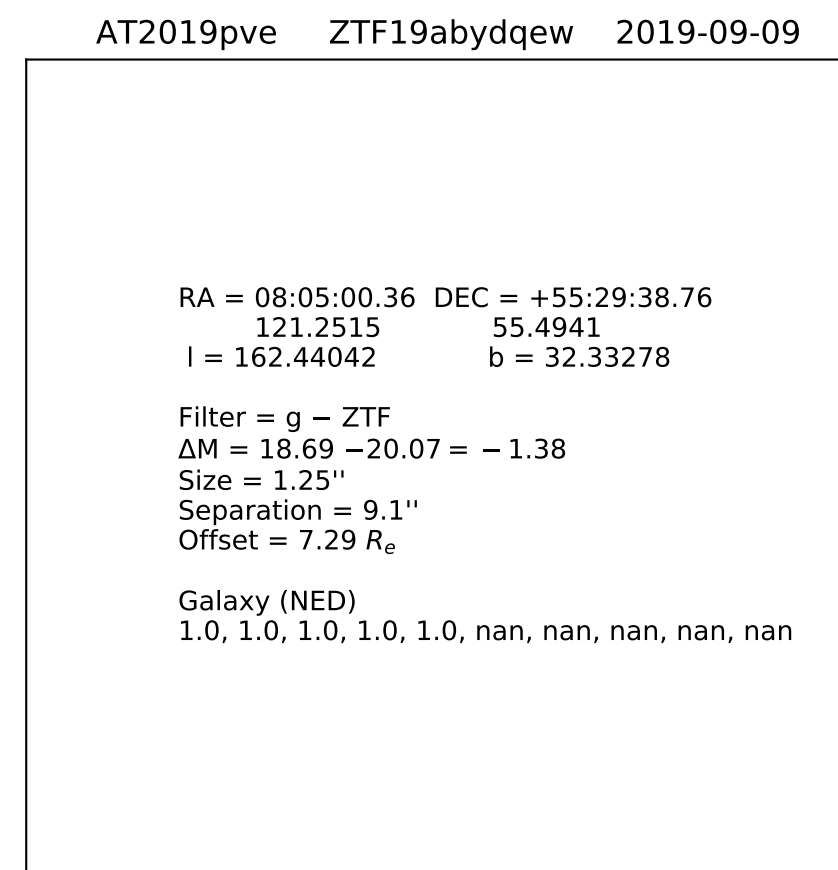 AT2019pve ZTF19abydqew 2019-09-09
RA = 08:05:00.36 DEC = +55:29:38.76
121.2515 55.4941
l = 162.44042 b = 32.33278
Filter = g − ZTF
ΔM = 18.69 −20.07 = − 1.38
Size = 1.25''
Separation = 9.1''
Offset = 7.29 Re
Galaxy (NED)
1.0, 1.0, 1.0, 1.0, 1.0, nan, nan, nan, nan, nan